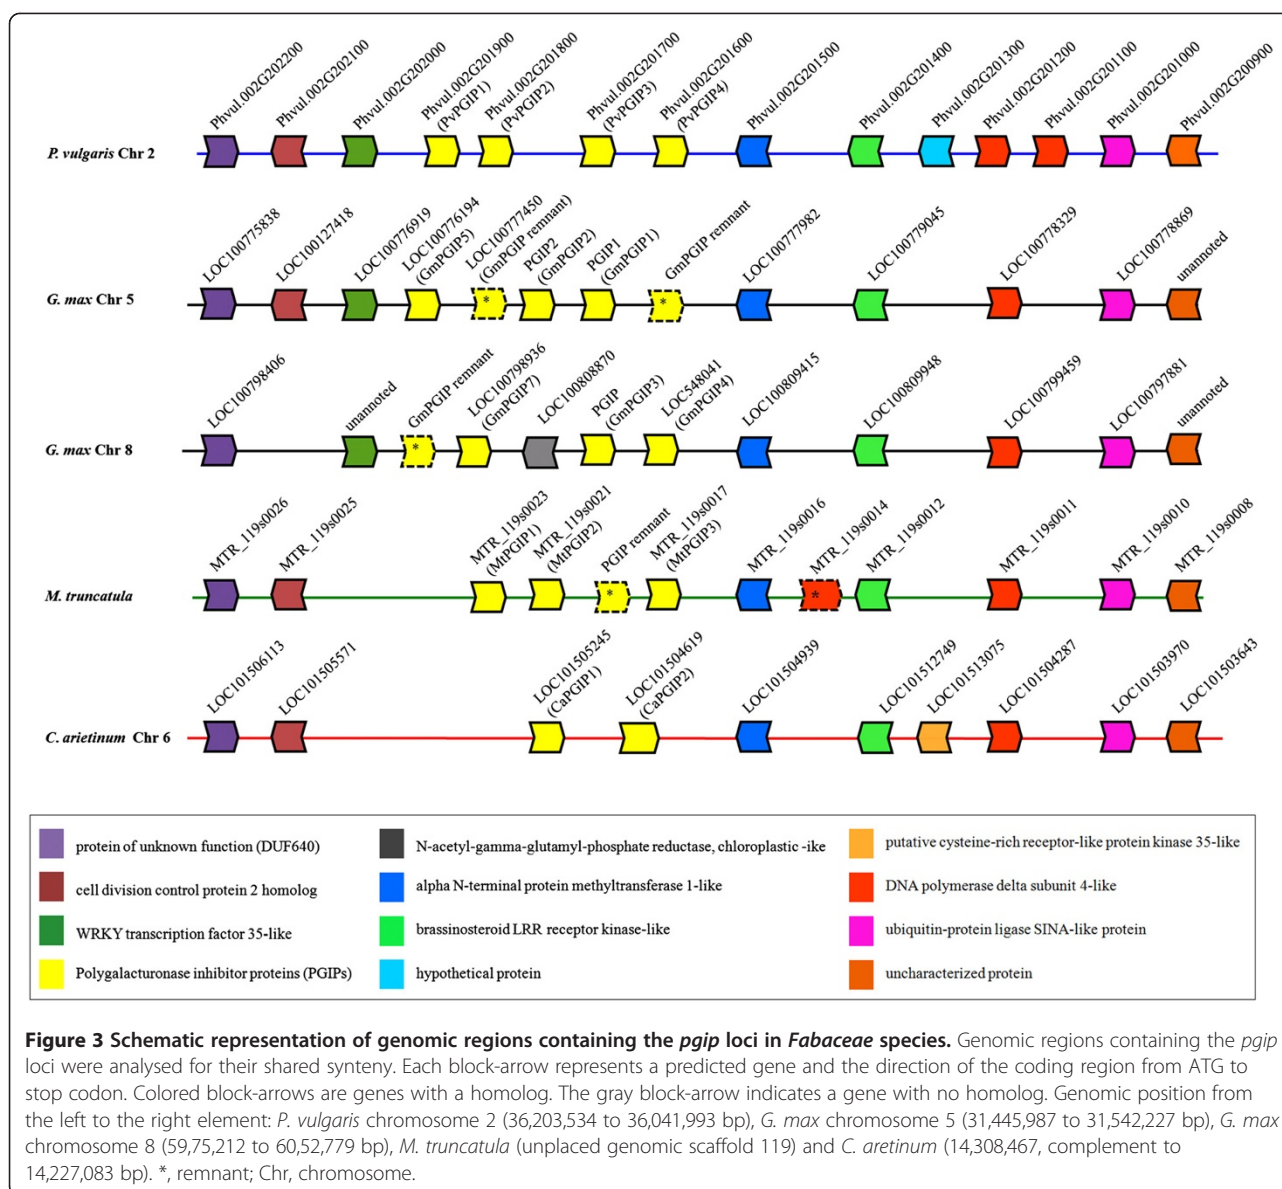 Phvul.002G202200
Phvul.002G202100
Phvul.002G202000
Phvul.002G201900
(PvPGIP1)
Phvul.002G201800
(PvPGIP2)
Phvul.002G201700
(PvPGIP3)
Phvul.002G201600
(PvPGIP4)
Phvul.002G201500
Phvul.002G201400
Phvul.002G201300
Phvul.002G201200
Phvul.002G201100
Phvul.002G201000
Phvul.002G200900
P. vulgaris Chr 2
LOC100775838
LOC100127418
LOC100776919
LOC100776194
(GmPGIP5)
LOC100777450
(GmPGIP remnant)
PGIP2
(GmPGIP2)
PGIP1
(GmPGIP1)
GmPGIP remnant
LOC100777982
LOC100779045
LOC100778329
LOC100778869
unannoted
G. max Chr 5
*
*
LOC100798406
unannoted
GmPGIP remnant
LOC100798936
(GmPGIP7)
LOC100808870
PGIP
(GmPGIP3)
LOC548041
(GmPGIP4)
LOC100809415
LOC100809948
LOC100799459
LOC100797881
unannoted
G. max Chr 8
*
MTR_119s0026
MTR_119s0025
MTR_119s0023
(MtPGIP1)
MTR_119s0021
(MtPGIP2)
PGIP remnant
MTR_119s0017
(MtPGIP3)
MTR_119s0016
MTR_119s0014
MTR_119s0012
MTR_119s0011
MTR_119s0010
MTR_119s0008
M. truncatula
*
*
LOC101506113
LOC101505571
LOC101505245
(CaPGIP1)
LOC101504619
(CaPGIP2)
LOC101504939
LOC101512749
LOC101513075
LOC101504287
LOC101503970
LOC101503643
C. arietinum Chr 6
protein of unknown function (DUF640)
cell division control protein 2 homolog
WRKY transcription factor 35-like
Polygalacturonase inhibitor proteins (PGIPs)
N-acetyl-gamma-glutamyl-phosphate reductase, chloroplastic -ike
alpha N-terminal protein methyltransferase 1-like
brassinosteroid LRR receptor kinase-like
hypothetical protein
putative cysteine-rich receptor-like protein kinase 35-like
DNA polymerase delta subunit 4-like
ubiquitin-protein ligase SINA-like protein
uncharacterized protein
Figure 3 Schematic representation of genomic regions containing the pgip loci in Fabaceae species. Genomic regions containing the pgip
loci were analysed for their shared synteny. Each block-arrow represents a predicted gene and the direction of the coding region from ATG to
stop codon. Colored block-arrows are genes with a homolog. The gray block-arrow indicates a gene with no homolog. Genomic position from
the left to the right element: P. vulgaris chromosome 2 (36,203,534 to 36,041,993 bp), G. max chromosome 5 (31,445,987 to 31,542,227 bp), G. max
chromosome 8 (59,75,212 to 60,52,779 bp), M. truncatula (unplaced genomic scaffold 119) and C. aretinum (14,308,467, complement to
14,227,083 bp). *, remnant; Chr, chromosome.